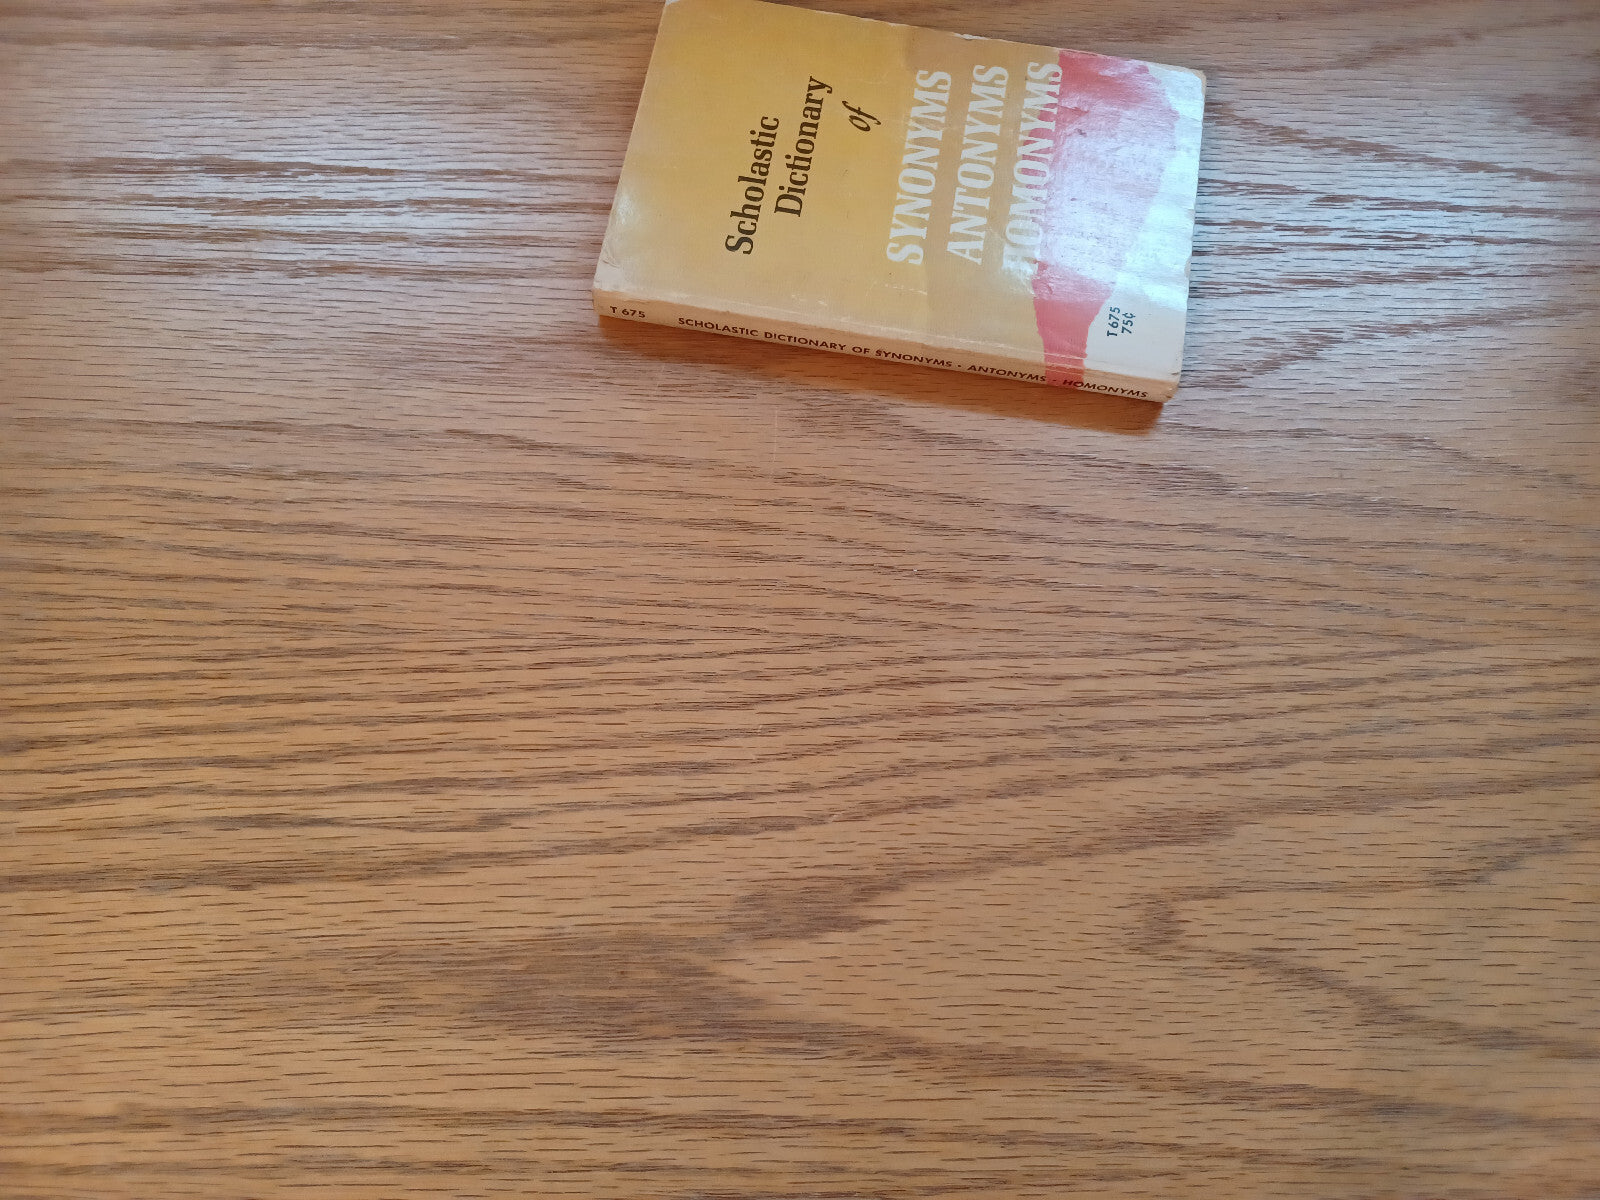 Scholastic
Dictionary
of
SYNONYMS
ANTONYMS
HOMONYMS
T 675
75¢
T 675 SCHOLASTIC DICTIONARY OF SYNONYMS • ANTONYMS • HOMONYMS